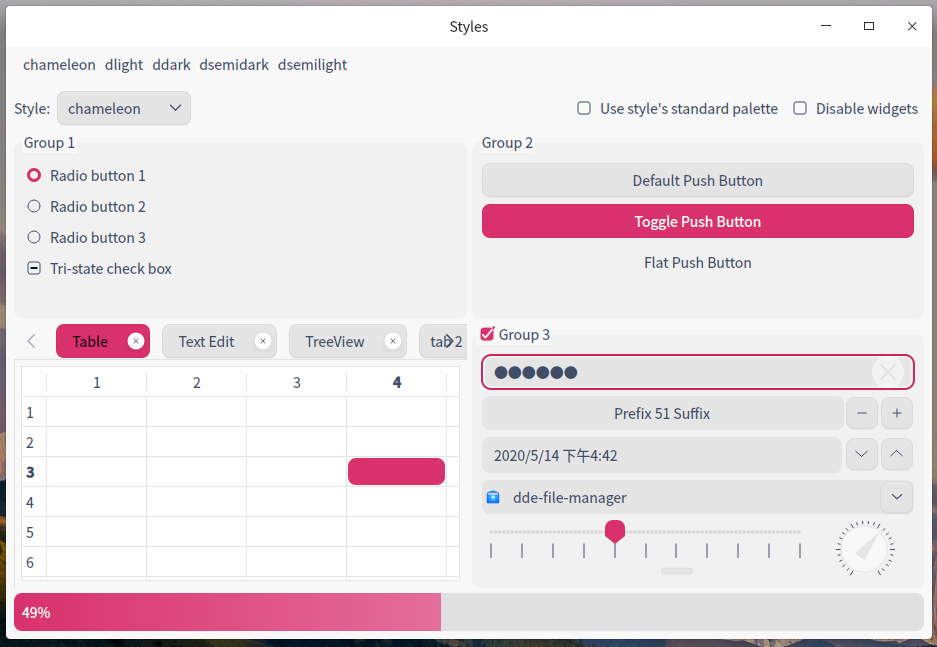 Styles
chameleon dlight ddark dsemidark dsemilight
Style: chameleon Use style's standard palette Disable widgets
Group 1
Radio button 1
Radio button 2
Radio button 3
Tri-state check box
Group 2
Default Push Button
Toggle Push Button
Flat Push Button
Table Text Edit TreeView tab2
1 2 3 4
1
2
3
4
5
6
Group 3
●●●●●●
Prefix 51 Suffix
2020/5/14 下午4:42
dde-file-manager
49%